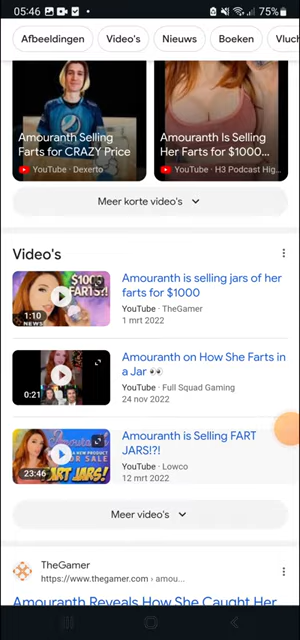 05:46
75%
Afbeeldingen
Video's
Nieuws
Boeken
Amouranth Selling
Farts for CRAZY Price
YouTube · Dexerto
Amouranth Is Selling
Her Farts for $1000...
YouTube · H3 Podcast Hig...
Meer korte video's
Video's
1:10
NEWS
Amouranth is selling jars of her
farts for $1000
YouTube · TheGamer
1 mrt 2022
0:21
Amouranth on How She Farts in
a Jar 👀
YouTube · Full Squad Gaming
24 nov 2022
23:46
Amouranth is Selling FART
JARS!?!
YouTube · Lowco
12 mrt 2022
Meer video's
TheGamer
https://www.thegamer.com › amou...
Amouranth Reveals How She Caught Her